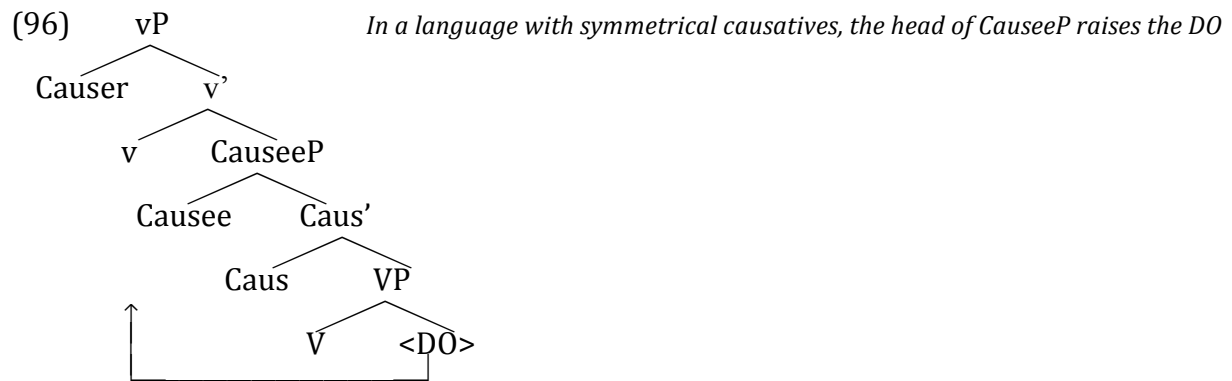 (96) vP In a language with symmetrical causatives, the head of CauseeP raises the DO
Causer v’
v CauseeP
Causee Caus’
Caus VP
V <DO>